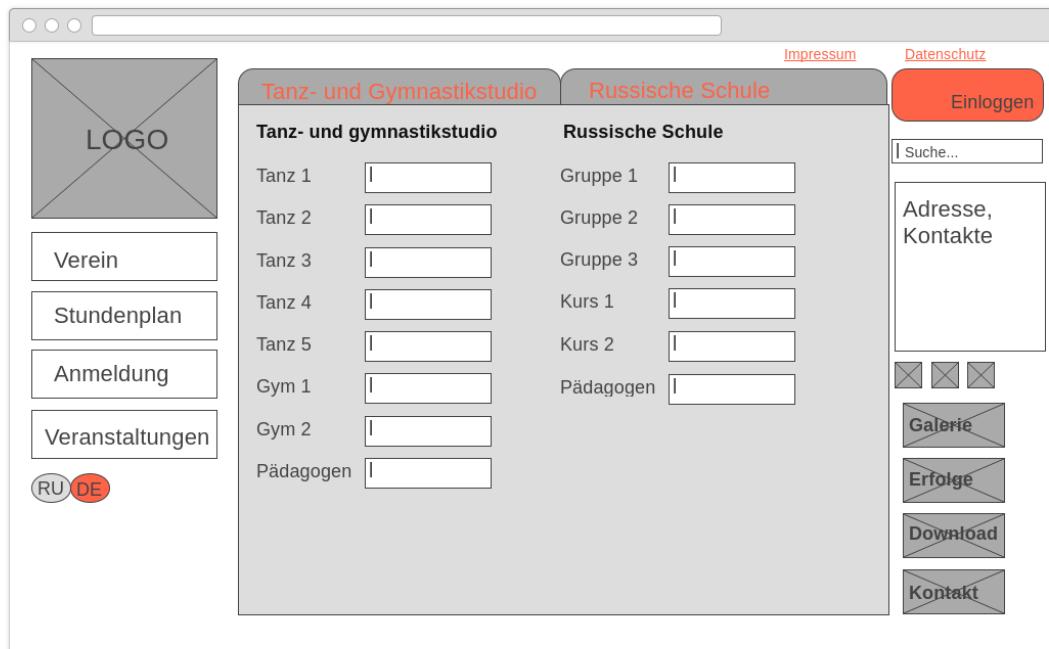 Impressum
Datenschutz
LOGO
Tanz- und Gymnastikstudio
Russische Schule
Einloggen
Suche...
Adresse,
Kontakte
Verein
Stundenplan
Anmeldung
Veranstaltungen
RU
DE
Tanz- und gymnastikstudio
Tanz 1
Tanz 2
Tanz 3
Tanz 4
Tanz 5
Gym 1
Gym 2
Pädagogen
Russische Schule
Gruppe 1
Gruppe 2
Gruppe 3
Kurs 1
Kurs 2
Pädagogen
Galerie
Erfolge
Download
Kontakt